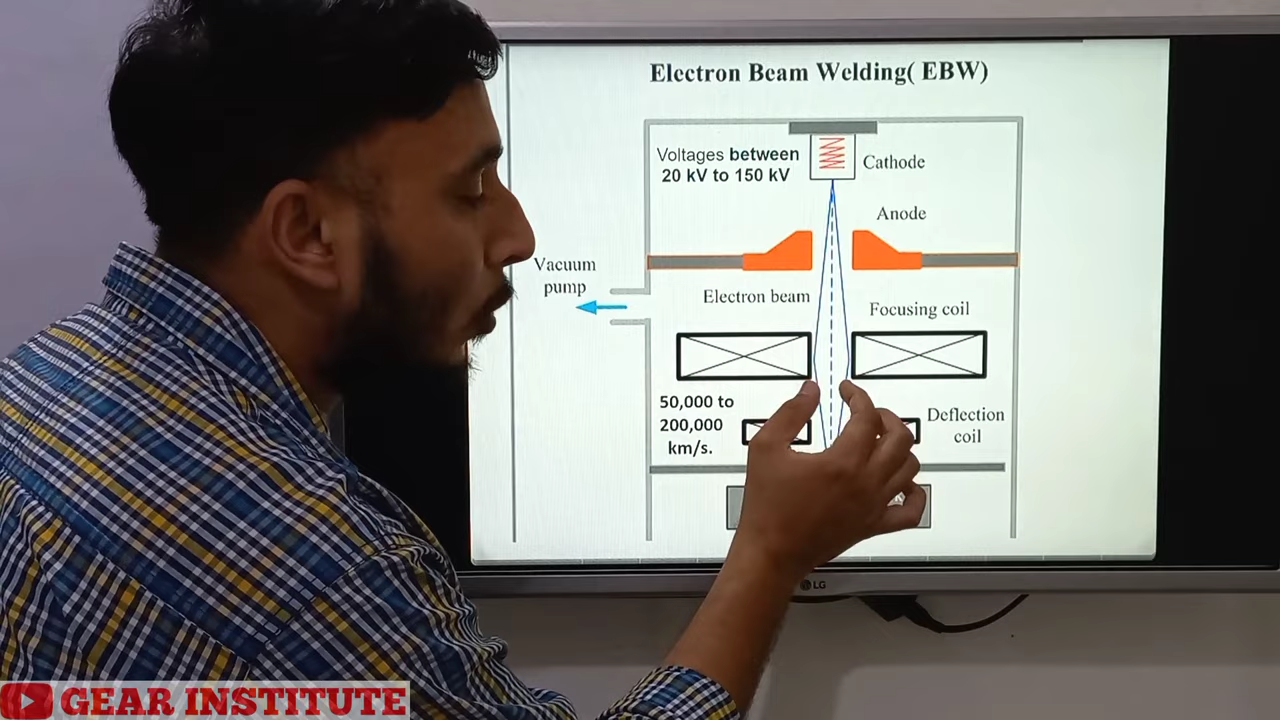 Electron Beam Welding( EBW)
Voltages between
20 kV to 150 kV
Cathode
Anode
Vacuum
pump
Electron beam
Focusing coil
50,000 to
200,000
km/s.
Deflection
coil
LG
GEAR INSTITUTE